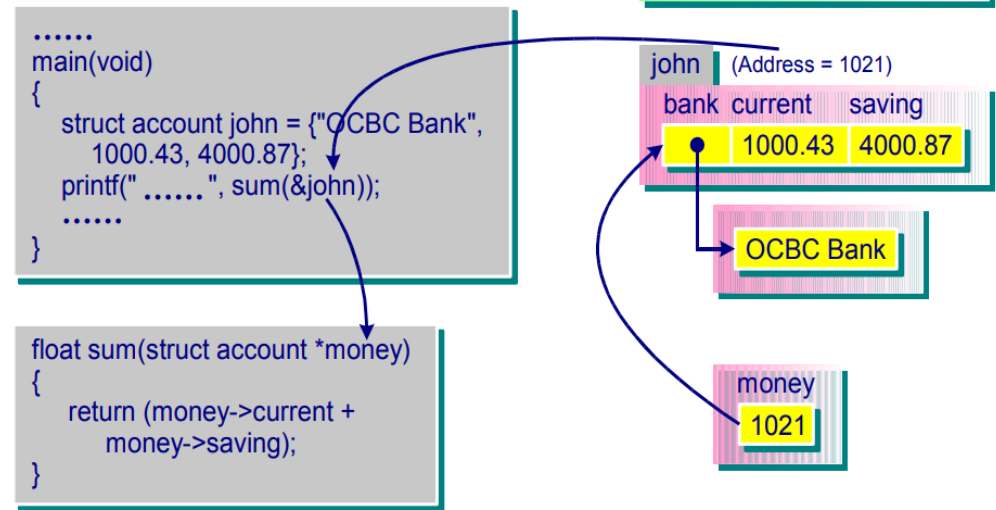 ......
main(void)
{
struct account john = {"OCBC Bank",
1000.43, 4000.87};
printf(" ...... ", sum(&john));
......
}
float sum(struct account *money)
{
return (money->current +
money->saving);
}
john (Address = 1021)
bank current saving
1000.43 4000.87
OCBC Bank
money
1021